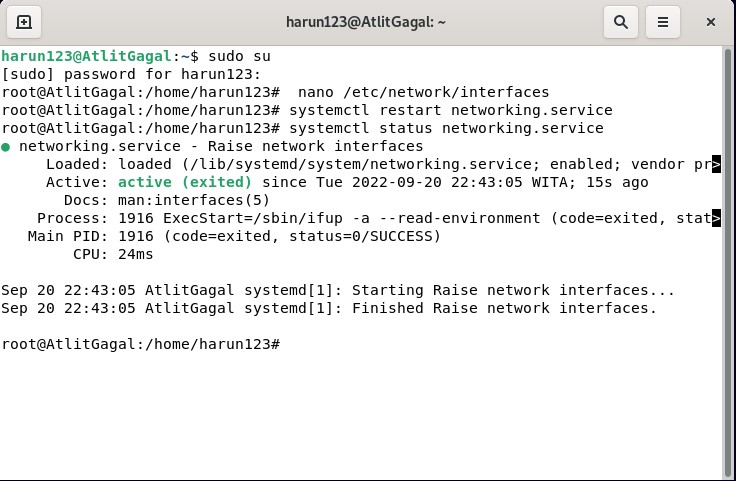 harun123@AtlitGagal: ~
harun123@AtlitGagal:~$ sudo su
[sudo] password for harun123:
root@AtlitGagal:/home/harun123#  nano /etc/network/interfaces
root@AtlitGagal:/home/harun123# systemctl restart networking.service
root@AtlitGagal:/home/harun123# systemctl status networking.service
● networking.service - Raise network interfaces
     Loaded: loaded (/lib/systemd/system/networking.service; enabled; vendor pr>
     Active: active (exited) since Tue 2022-09-20 22:43:05 WITA; 15s ago
       Docs: man:interfaces(5)
    Process: 1916 ExecStart=/sbin/ifup -a --read-environment (code=exited, stat>
   Main PID: 1916 (code=exited, status=0/SUCCESS)
        CPU: 24ms

Sep 20 22:43:05 AtlitGagal systemd[1]: Starting Raise network interfaces...
Sep 20 22:43:05 AtlitGagal systemd[1]: Finished Raise network interfaces.

root@AtlitGagal:/home/harun123#